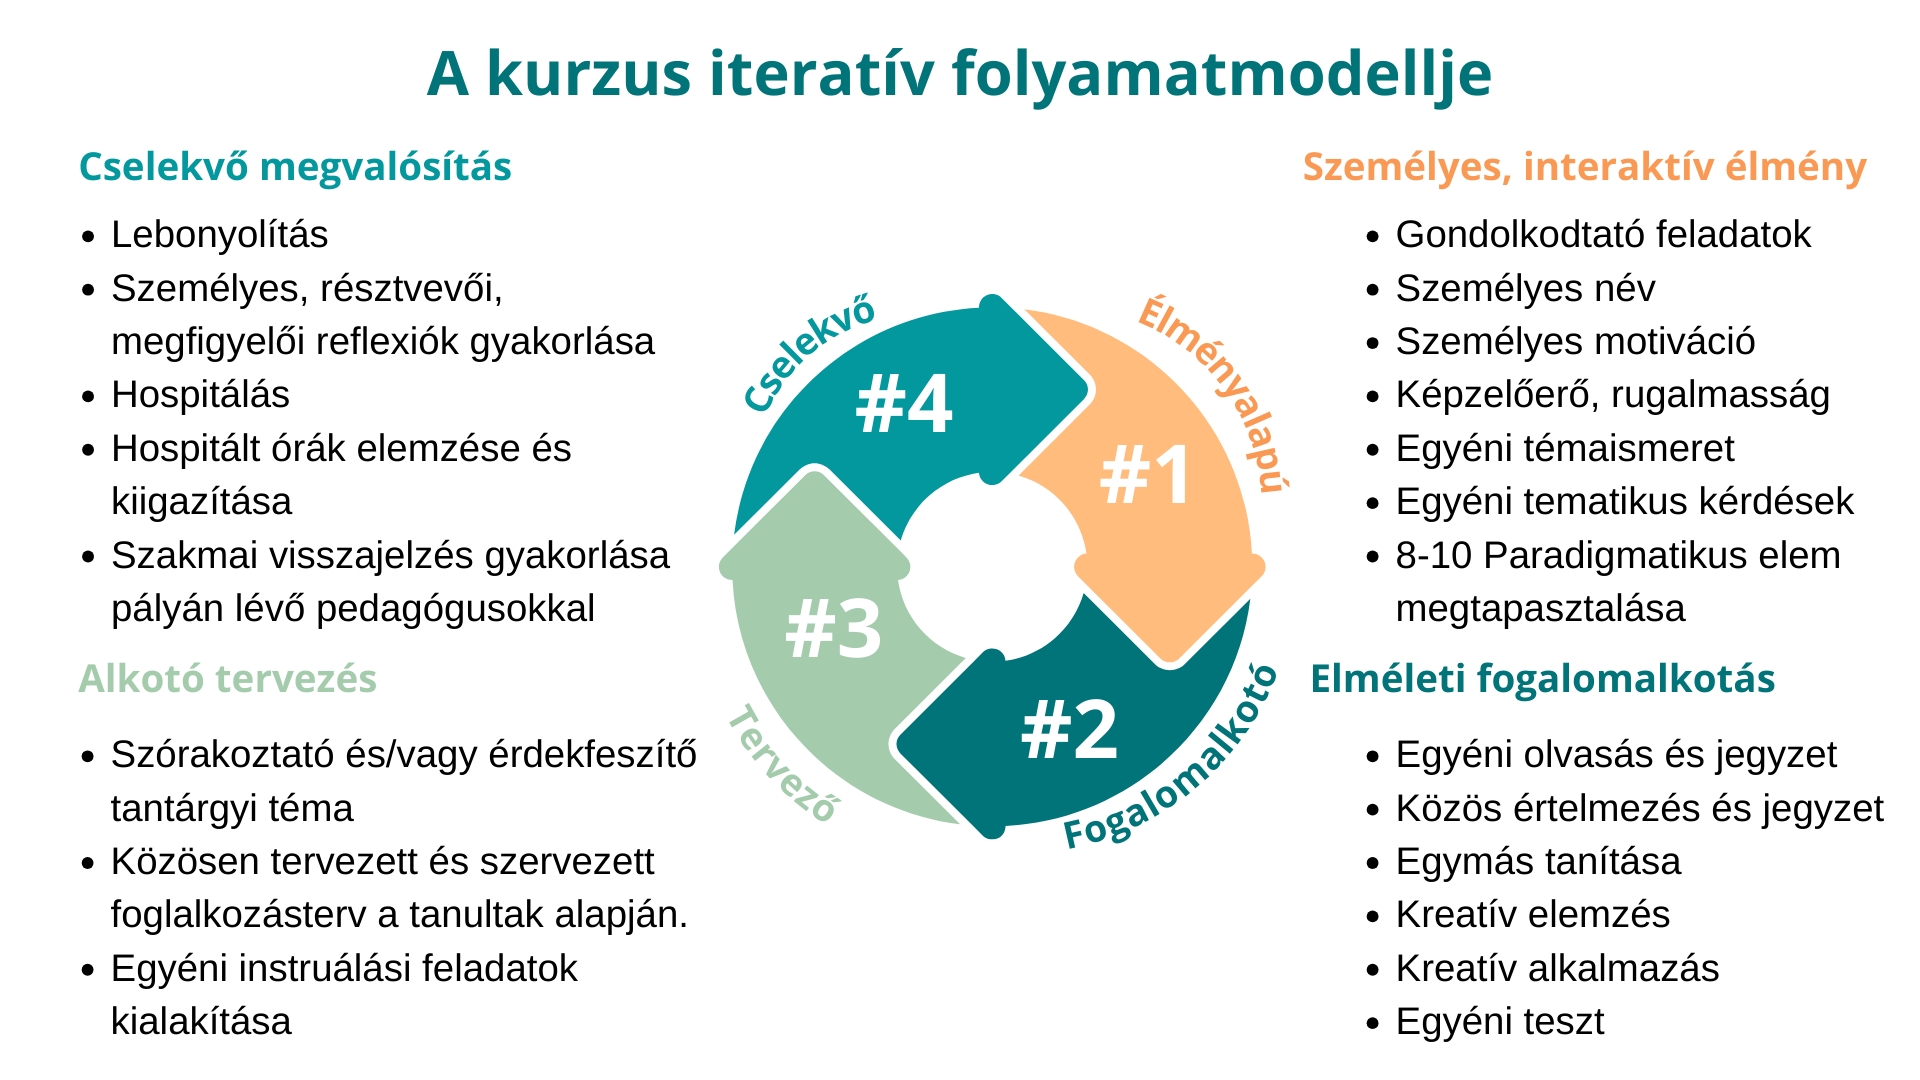 A kurzus iteratív folyamatmodellje
Cselekvő megvalósítás
Lebonyolítás
Személyes, résztvevői,
megfigyelői reflexiók gyakorlása
Hospitálás
Hospitált órák elemzése és
kiigazítása
Szakmai visszajelzés gyakorlása
pályán lévő pedagógusokkal
Alkotó tervezés
Szórakoztató és/vagy érdekfeszítő
tantárgyi téma
Közösen tervezett és szervezett
foglalkozásterv a tanultak alapján.
Egyéni instruálási feladatok
kialakítása
Cselekvő
#4
Élményalapú
#1
#3
Tervező
#2
Fogalomalkotó
Személyes, interaktív élmény
Gondolkodtató feladatok
Személyes név
Személyes motiváció
Képzelőerő, rugalmasság
Egyéni témaismeret
Egyéni tematikus kérdések
8-10 Paradigmatikus elem
megtapasztalása
Elméleti fogalomalkotás
Egyéni olvasás és jegyzet
Közös értelmezés és jegyzet
Egymás tanítása
Kreatív elemzés
Kreatív alkalmazás
Egyéni teszt